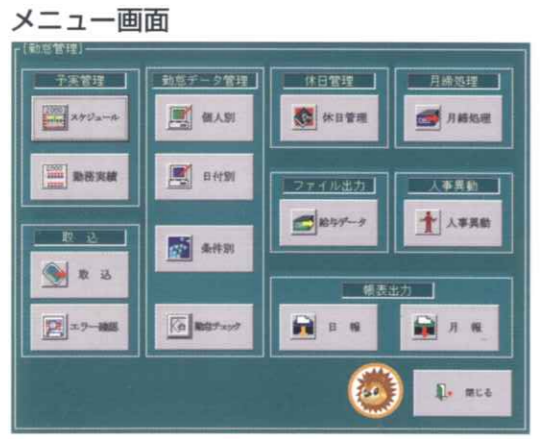 メニュー画面
[勤怠管理]
予実管理
スケジュール
勤務実績
取 込
取 込
エラー確認
勤怠データ管理
個人別
日付別
条件別
勤怠チェック
休日管理
休日管理
月締処理
月締処理
ファイル出力
給与データ
人事異動
人事異動
帳表出力
日 報
月 報
閉じる